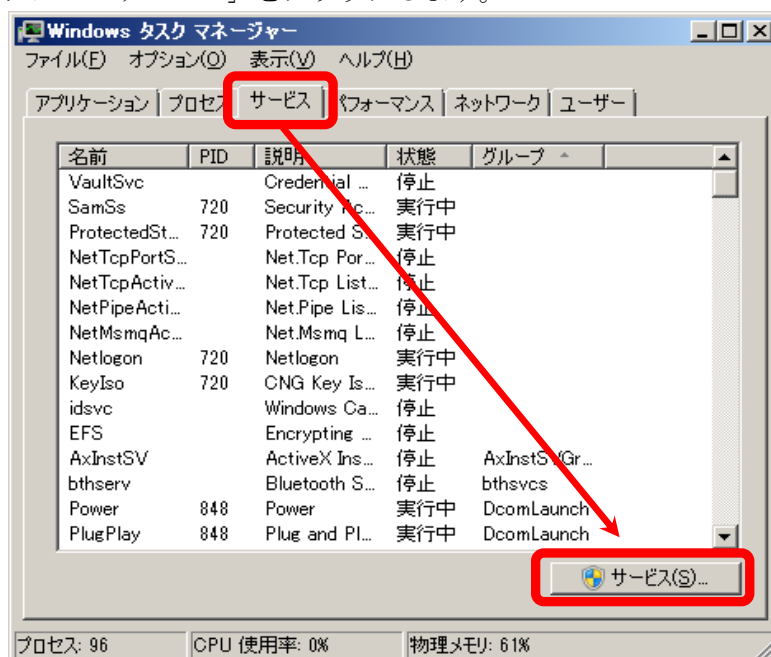 Windows タスク マネージャー
ファイル(F) オプション(O) 表示(V) ヘルプ(H)
アプリケーション プロセス サービス パフォーマンス ネットワーク ユーザー
名前 PID 説明 状態 グループ
VaultSvc Credential ... 停止
SamSs 720 Security Ac... 実行中
ProtectedSt... 720 Protected S... 実行中
NetTcpPortS... Net.Tcp Por... 停止
NetTcpActiv... Net.Tcp List... 停止
NetPipeActi... Net.Pipe Lis... 停止
NetMsmqAc... Net.Msmq L... 停止
Netlogon 720 Netlogon 実行中
KeyIso 720 CNG Key Is... 実行中
idsvc Windows Ca... 停止
EFS Encrypting ... 停止
AxInstSV ActiveX Ins... 停止 AxInstSVGr...
bthserv Bluetooth S... 停止 bthsvcs
Power 848 Power 実行中 DcomLaunch
PlugPlay 848 Plug and Pl... 実行中 DcomLaunch
サービス(S)...
プロセス: 96 CPU 使用率: 0% 物理メモリ: 61%